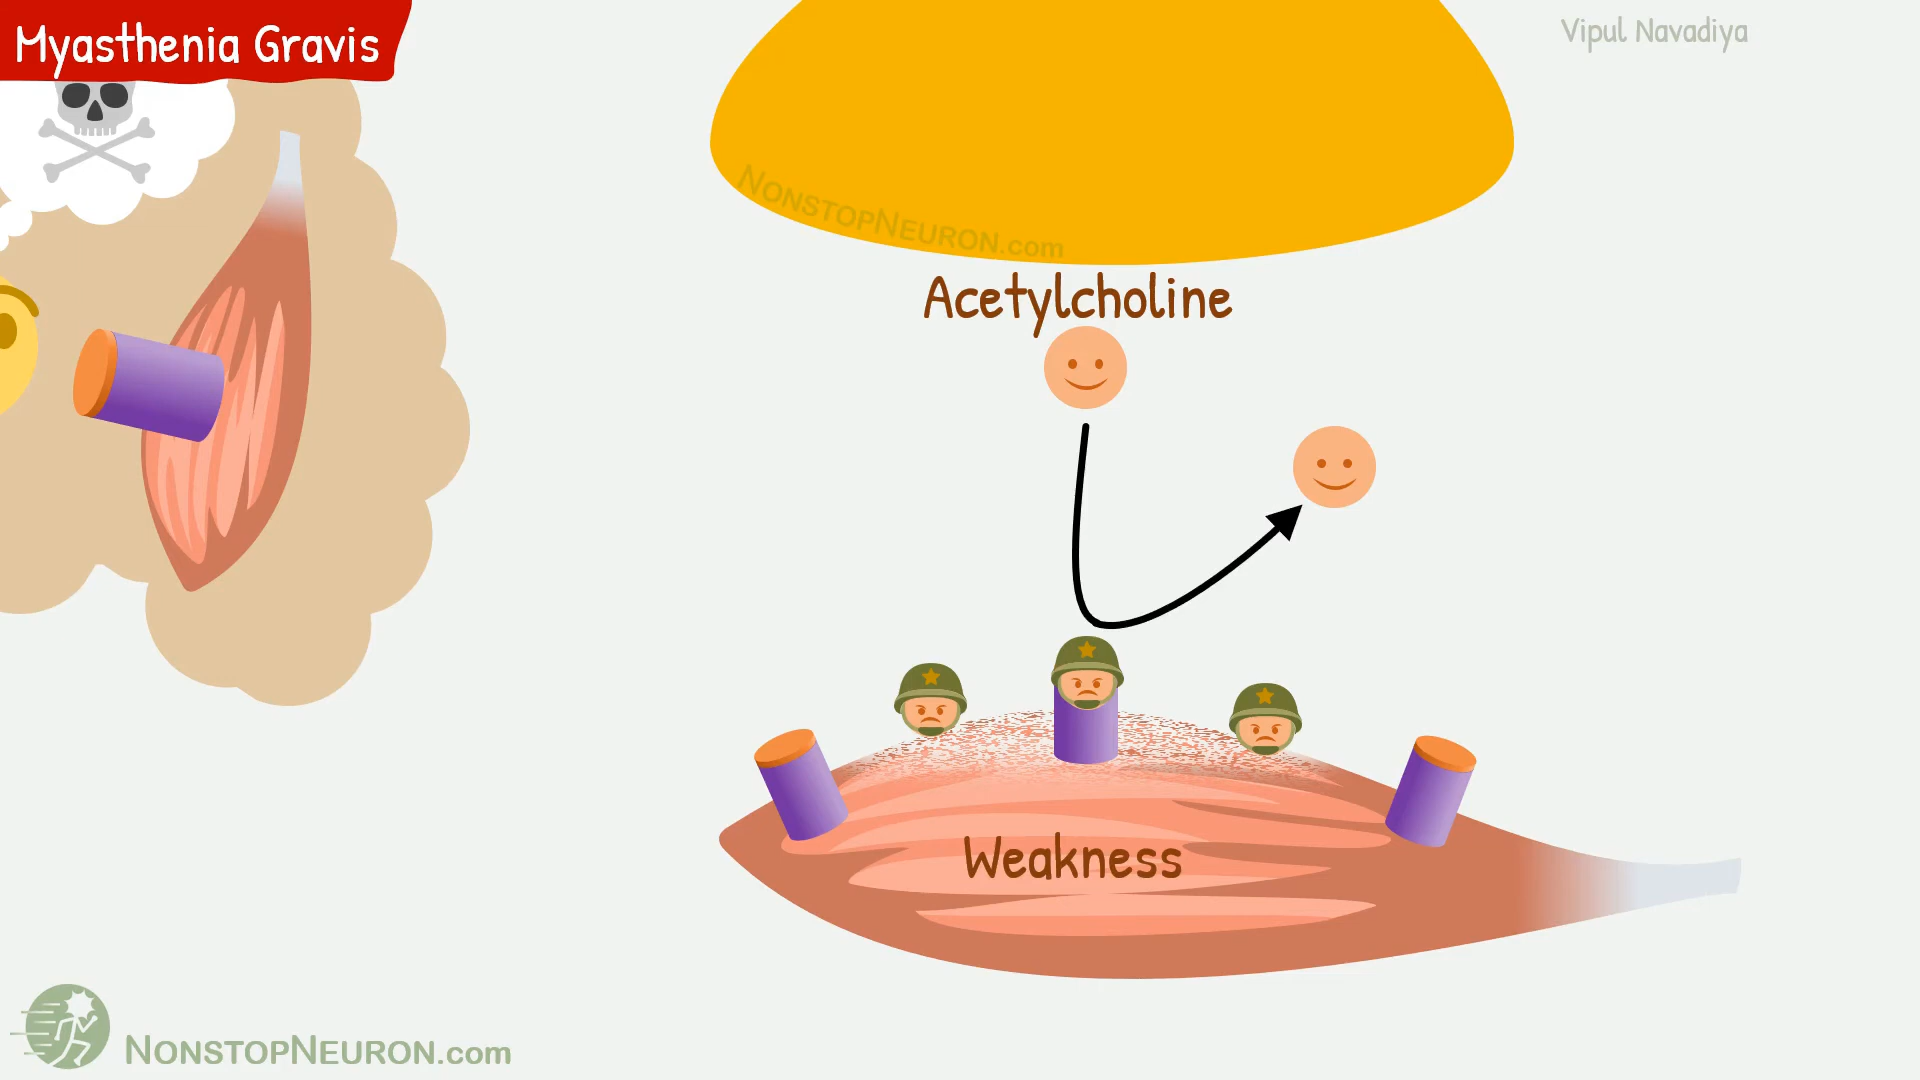 Myasthenia Gravis
Vipul Navadiya
NONSTOPNEURON.com
Acetylcholine
Weakness
NONSTOPNEURON.com